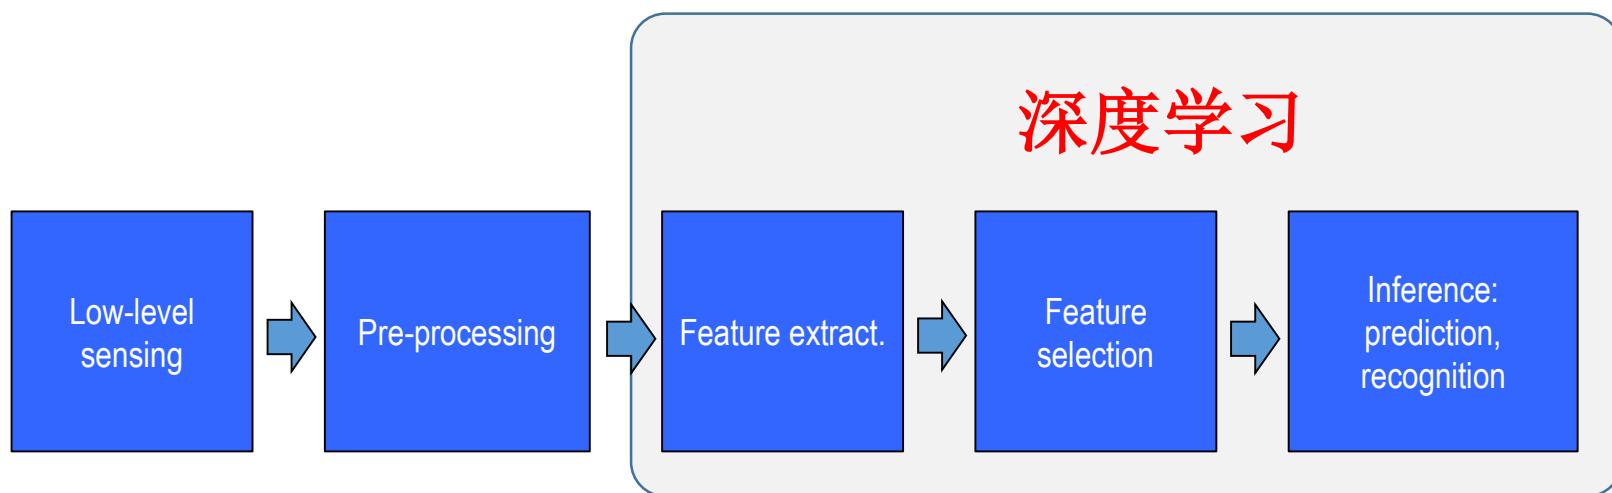 深度学习
Low-level
sensing
Pre-processing
Feature extract.
Feature
selection
Inference:
prediction,
recognition